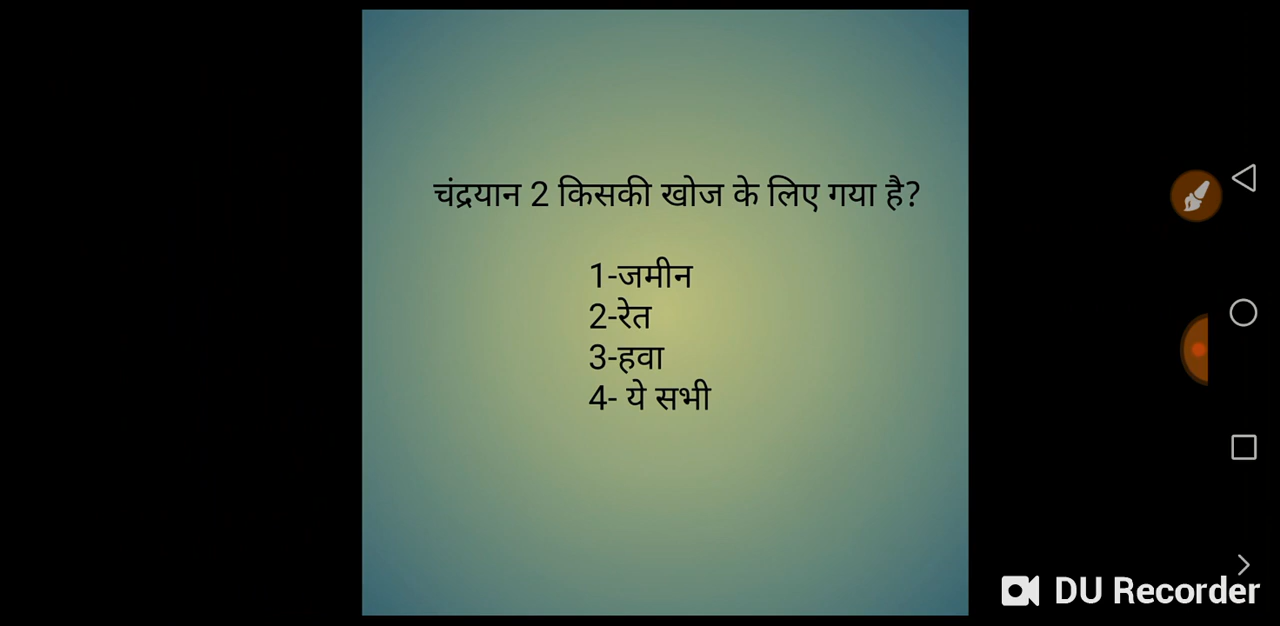 चंद्रयान 2 किसकी खोज के लिए गया है?
1-जमीन
2-रेत
3-हवा
4- ये सभी
DU Recorder